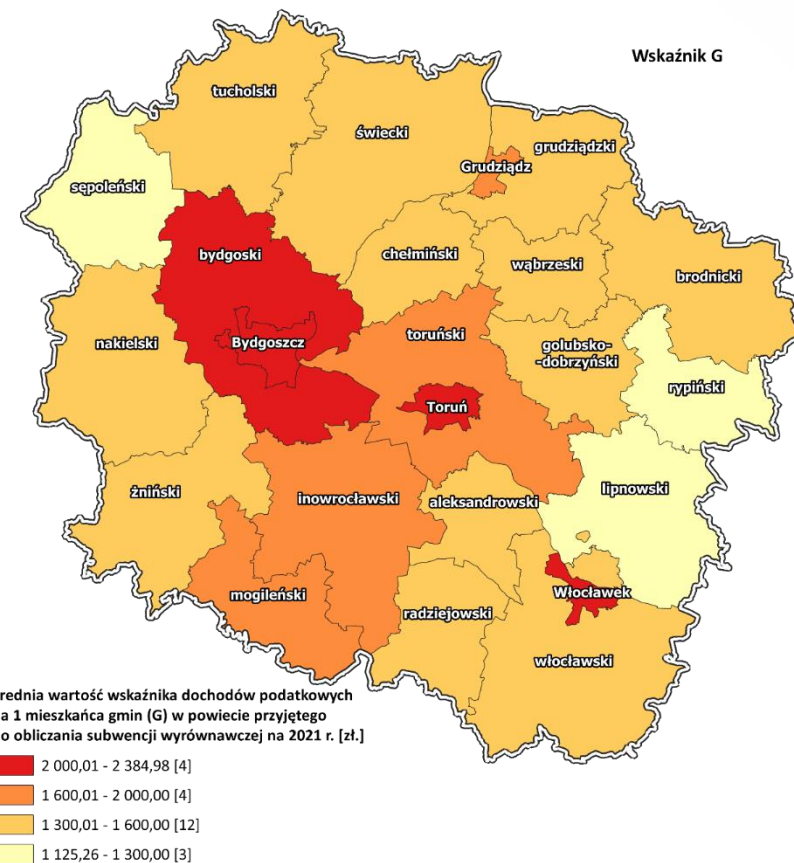 Wskaźnik G
tucholski
świecki
grudziądzki
Grudziądz
sępoleński
bydgoski
chełmiński
wąbrzeski
brodnicki
nakielski
Bydgoszcz
toruński
golubsko-
-dobrzyński
rypiński
Toruń
żniński
inowrocławski
aleksandrowski
lipnowski
mogileński
radziejowski
Włocławek
włocławski
rednia wartość wskaźnika dochodów podatkowych
a 1 mieszkańca gmin (G) w powiecie przyjętego
o obliczania subwencji wyrównawczej na 2021 r. [zł.]
2 000,01 - 2 384,98 [4]
1 600,01 - 2 000,00 [4]
1 300,01 - 1 600,00 [12]
1 125,26 - 1 300,00 [3]